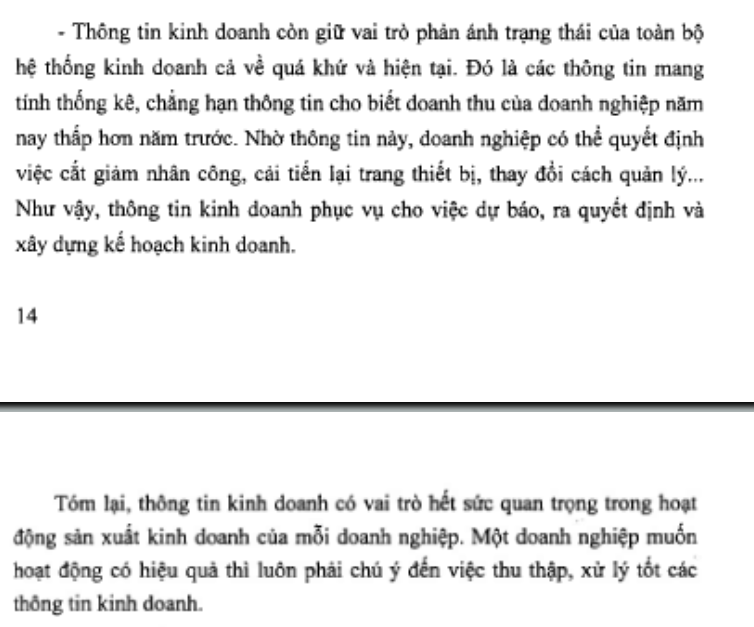 - Thông tin kinh doanh còn giữ vai trò phản ánh trạng thái của toàn bộ
hệ thống kinh doanh cả về quá khứ và hiện tại. Đó là các thông tin mang
tính thống kê, chẳng hạn thông tin cho biết doanh thu của doanh nghiệp năm
nay thấp hơn năm trước. Nhờ thông tin này, doanh nghiệp có thể quyết định
việc cắt giảm nhân công, cải tiến lại trang thiết bị, thay đổi cách quản lý...
Như vậy, thông tin kinh doanh phục vụ cho việc dự báo, ra quyết định và
xây dựng kế hoạch kinh doanh.
14
Tóm lại, thông tin kinh doanh có vai trò hết sức quan trọng trong hoạt
động sản xuất kinh doanh của mỗi doanh nghiệp. Một doanh nghiệp muốn
hoạt động có hiệu quả thì luôn phải chú ý đến việc thu thập, xử lý tốt các
thông tin kinh doanh.